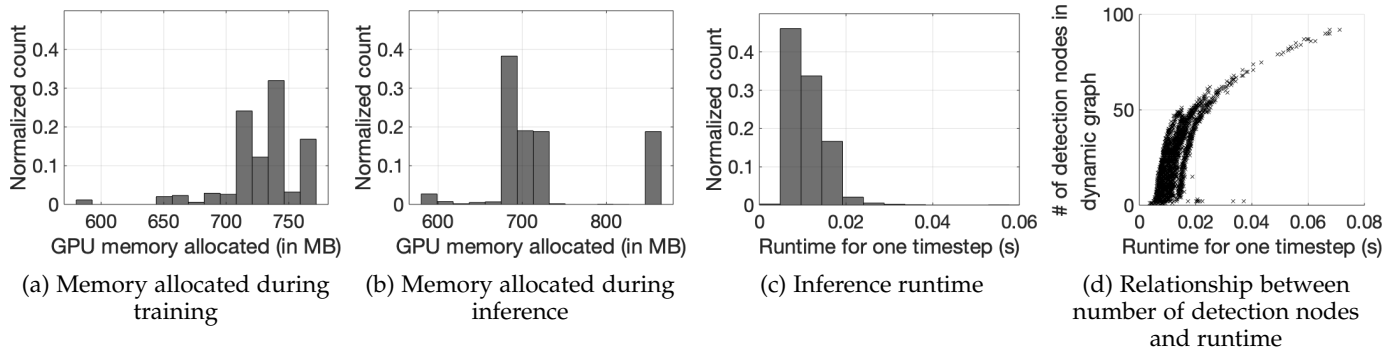 0.4
0.3
0.2
0.1
0
Normalized count
600
650
700
750
GPU memory allocated (in MB)
(a) Memory allocated during
training
0.4
0.3
0.2
0.1
0
Normalized count
600
700
800
GPU memory allocated (in MB)
(b) Memory allocated during
inference
0.4
0.3
0.2
0.1
0
Normalized count
0
0.02
0.04
0.06
Runtime for one timestep (s)
(c) Inference runtime
100
50
0
# of detection nodes in
dynamic graph
0
0.02
0.04
0.06
0.08
Runtime for one timestep (s)
(d) Relationship between
number of detection nodes
and runtime